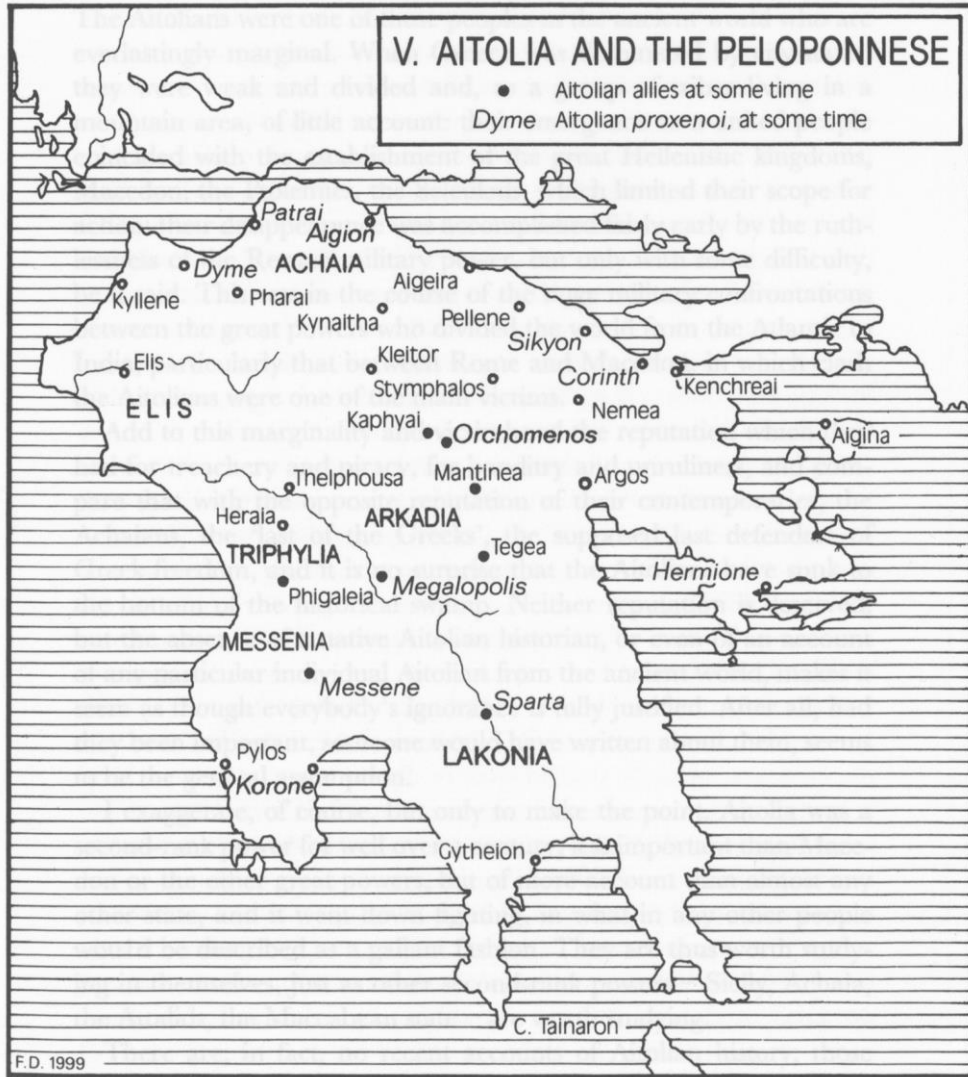 AITOLIA AND THE PELOPONNESE
Aitolian allies at some time
Dyme Aitolian proxenoi, at some time
Patrai
Aigion
Dyme
ACHAIA
Aigeira
Kyllene
Pharai
Kynaitha
Pellene
Sikyon
Elis
Kleitor
Corinth
Kenchreai
Stymphalos
ELIS
Nemea
Kaphyai
Orchomenos
Aigina
Thelphousa
Mantinea
Argos
Heraia
ARKADIA
TRIPHYLIA
Tegea
Hermione
Phigaleia
Megalopolis
MESSENIA
Messene
Sparta
Pylos
LAKONIA
Korone
Gytheion
C. Tainaron
F.D. 1999